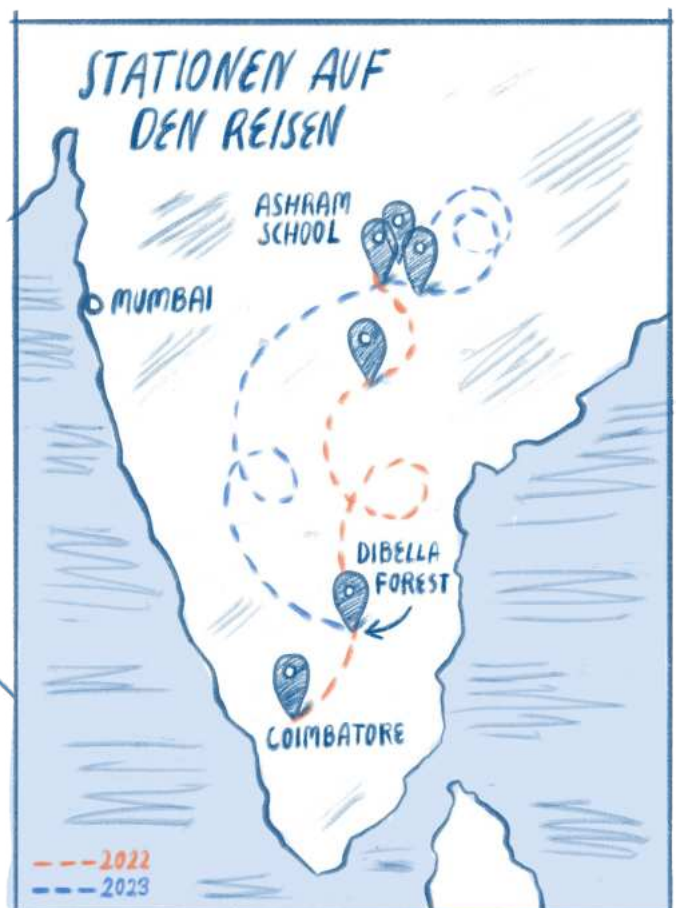 STATIONEN AUF
DEN REISEN
ASHRAM
SCHOOL
MUMBAI
DIBELLA
FOREST
COIMBATORE
2022
2023